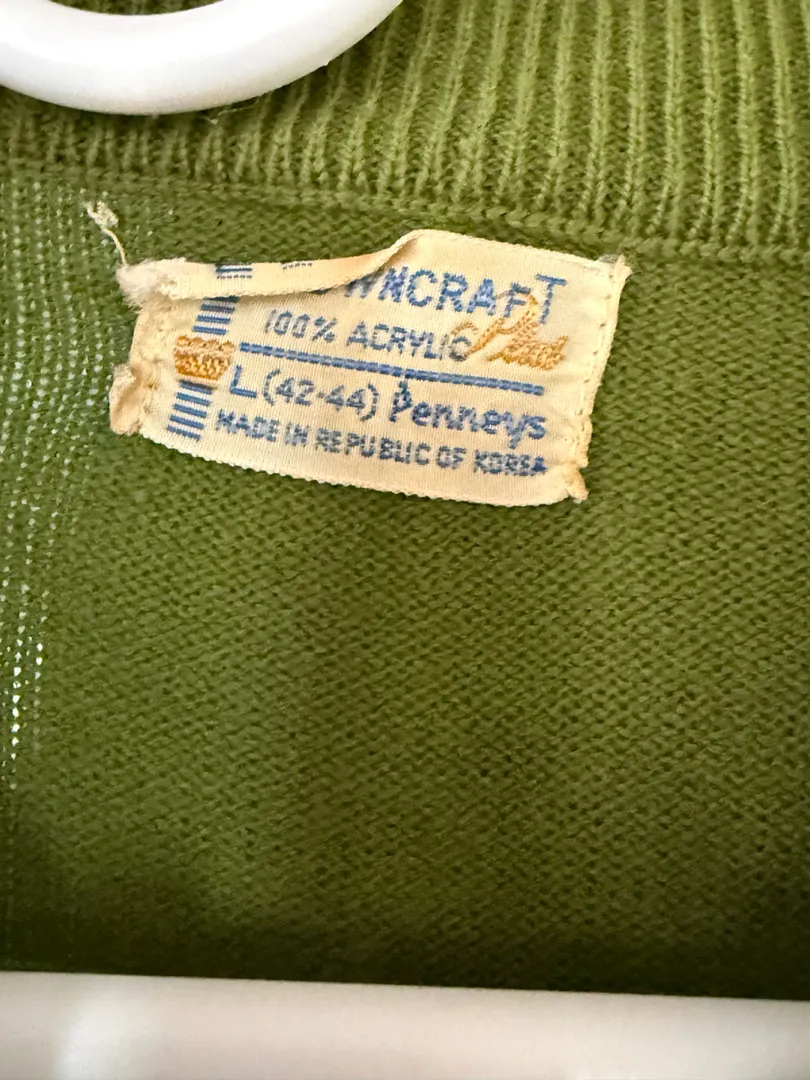 WNCRAFT
100% ACRYLIC Plus
L (42-44) Penneys
MADE IN REPUBLIC OF KOREA